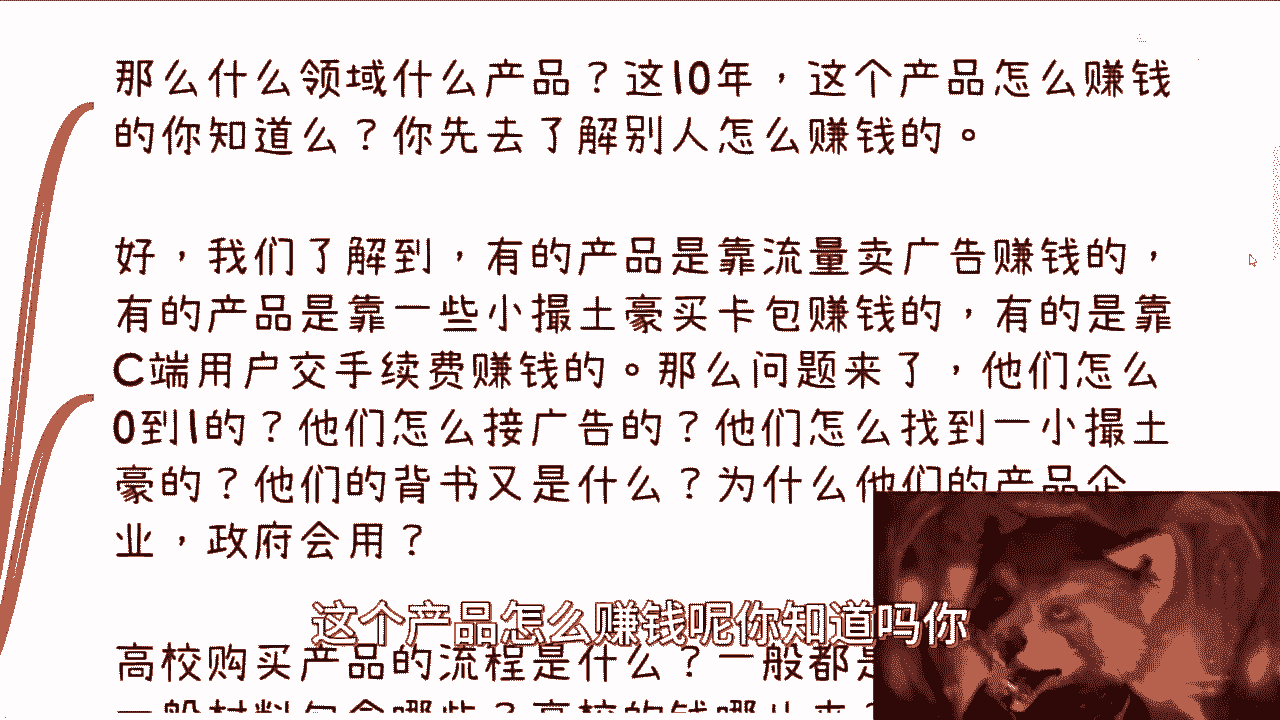 那么什么领域什么产品？这10年，这个产品怎么赚钱
的你知道么？你先去了解别人怎么赚钱的。
好，我们了解到，有的产品是靠流量卖广告赚钱的，
有的产品是靠一些小撮土豪买卡包赚钱的，有的是靠
C端用户交手续费赚钱的。那么问题来了，他们怎么
0到1的？他们怎么接广告的？他们怎么找到一小撮土
豪的？他们的背书又是什么？为什么他们的产品企
业，政府会用？
这个产品怎么赚钱呢你知道吗你
高校购买产品的流程是什么？一般都是